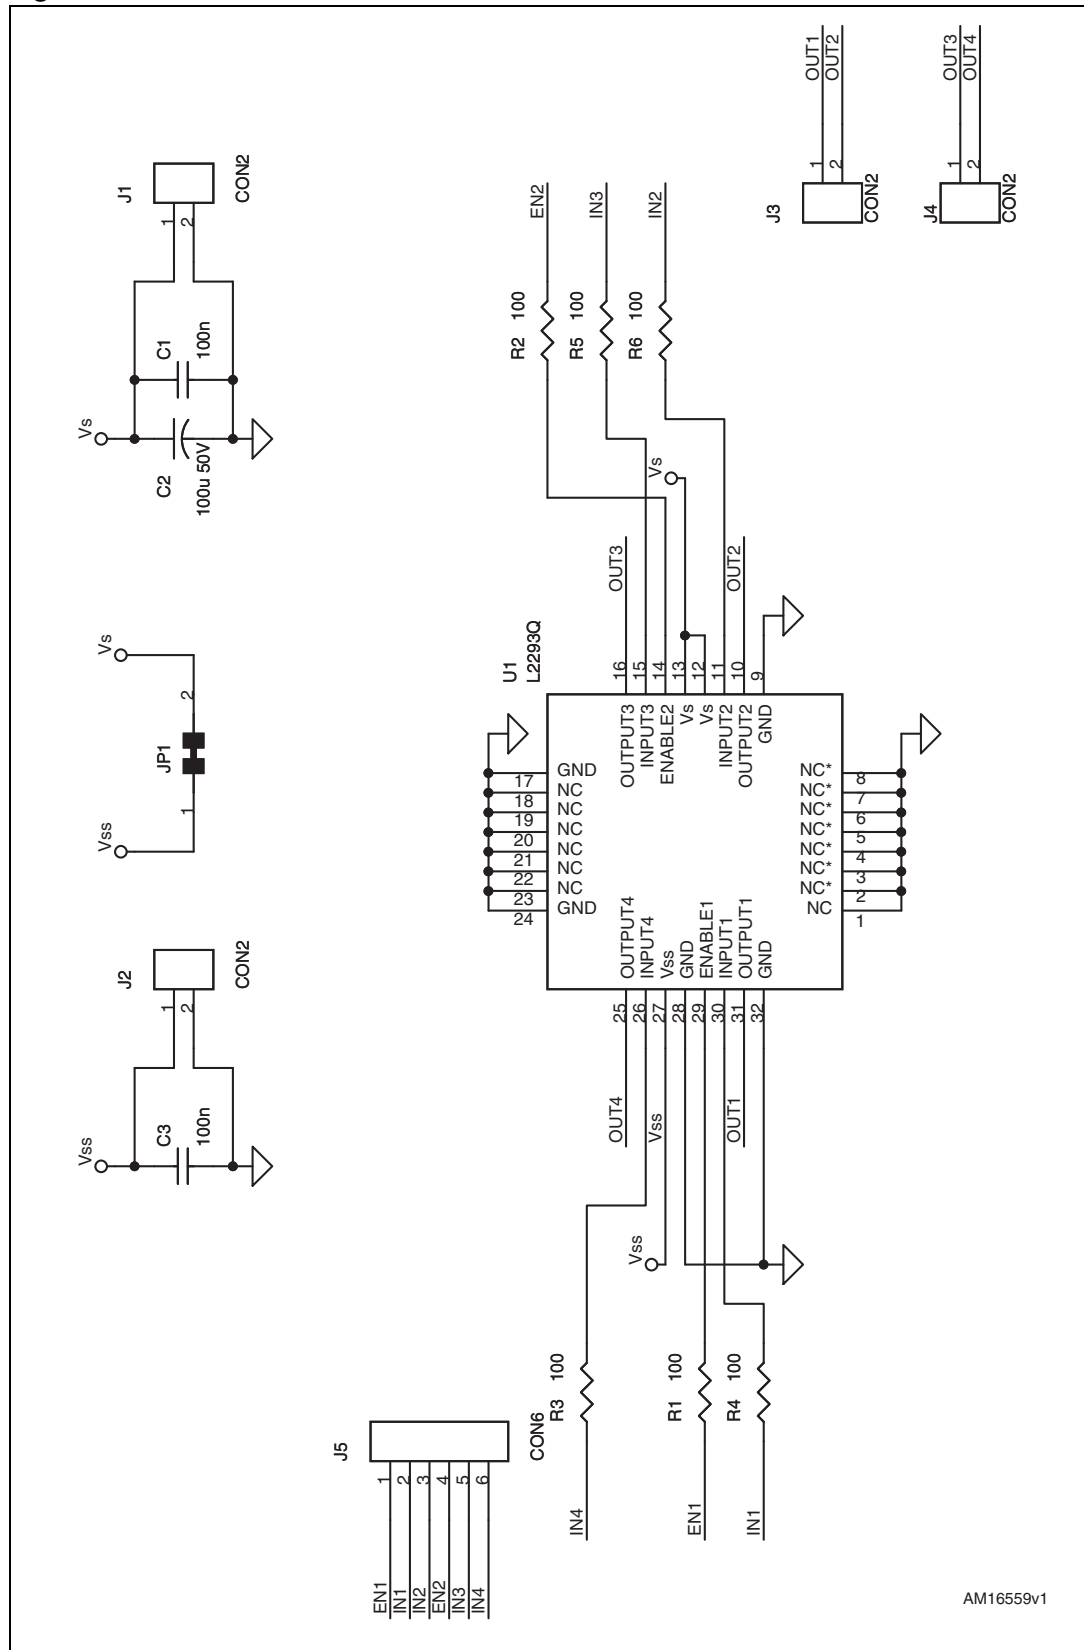 J1
CON2
1
2
C1
100n
Vs
C2
100u 50V
Vs
2
JP1
1
Vss
J2
CON2
1
2
C3
100n
Vss
J5
CON6
1
2
3
4
5
6
EN1
IN1
IN2
EN2
IN3
IN4
OUT1
OUT2
1
2
J3
CON2
OUT3
OUT4
1
2
J4
CON2
EN2
IN3
IN2
R2 100
R5 100
R6 100
Vs
OUT3
OUT2
U1
L2293Q
16
15
14
13
12
11
10
9
OUTPUT3
INPUT3
ENABLE2
Vs
Vs
INPUT2
OUTPUT2
GND
GND
17
NC
18
NC
19
NC
20
NC
21
NC
22
NC
23
GND
24
NC*
8
NC*
7
NC*
6
NC*
5
NC*
4
NC*
3
NC*
2
NC
1
OUTPUT4
INPUT4
Vss
GND
ENABLE1
INPUT1
OUTPUT1
GND
25
26
27
28
29
30
31
32
OUT4
Vss
OUT1
Vss
R3 100
R1 100
R4 100
IN4
EN1
IN1
AM16559v1